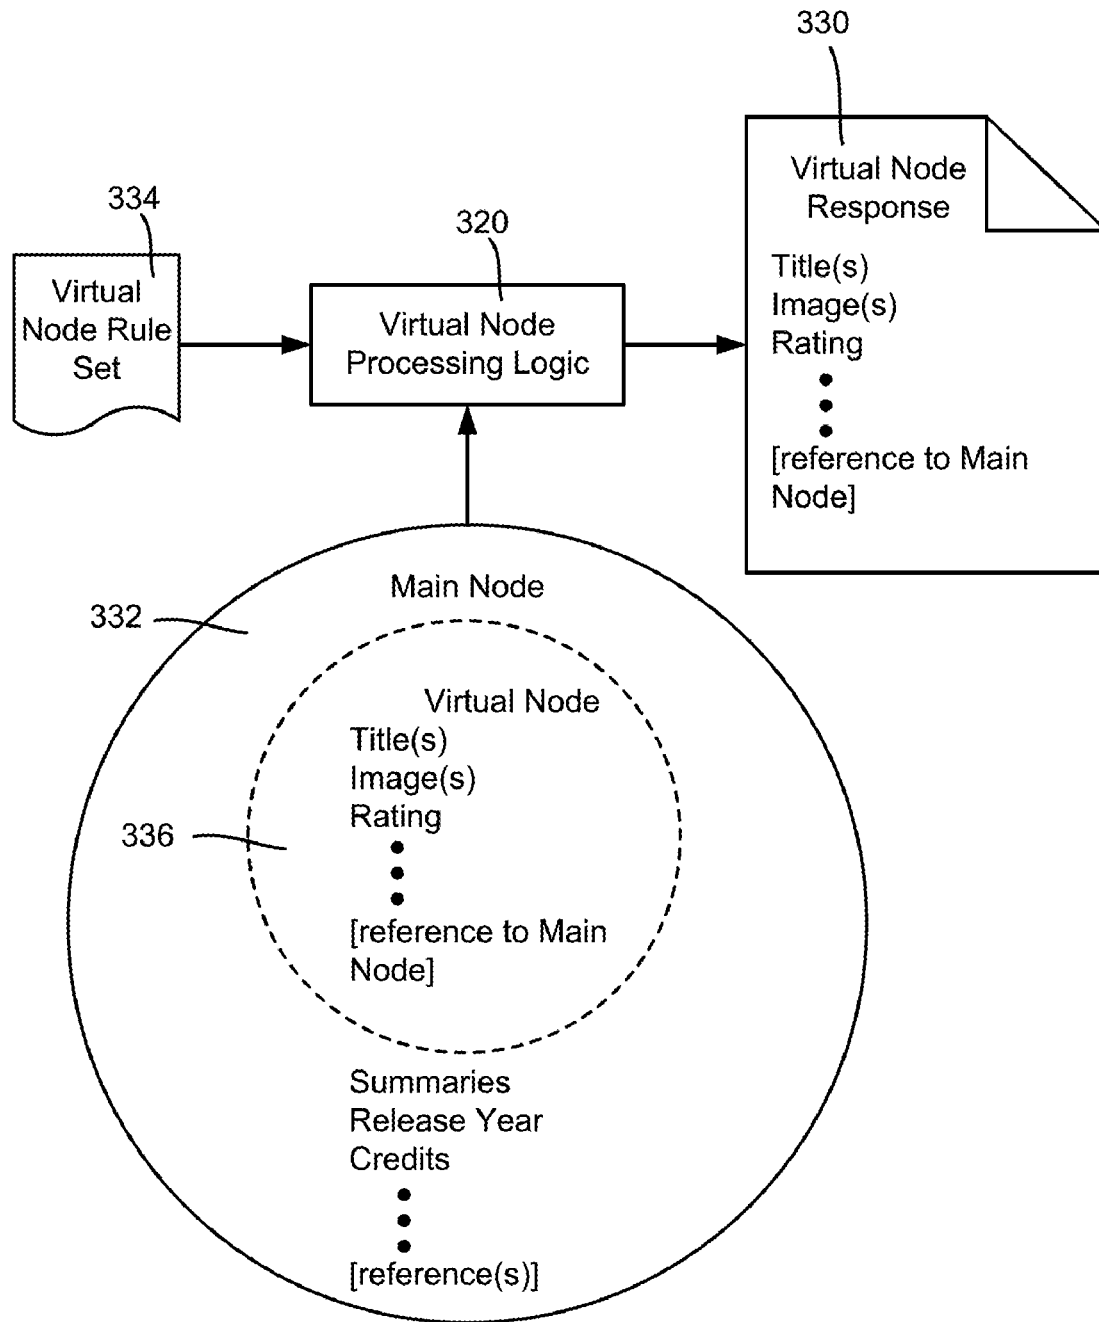 330
Virtual Node
Response
Title(s)
Image(s)
Rating
[reference to Main
Node]
334
Virtual
Node Rule
Set
320
Virtual Node
Processing Logic
Main Node
332
Virtual Node
Title(s)
Image(s)
Rating
336
[reference to Main
Node]
Summaries
Release Year
Credits
[reference(s)]